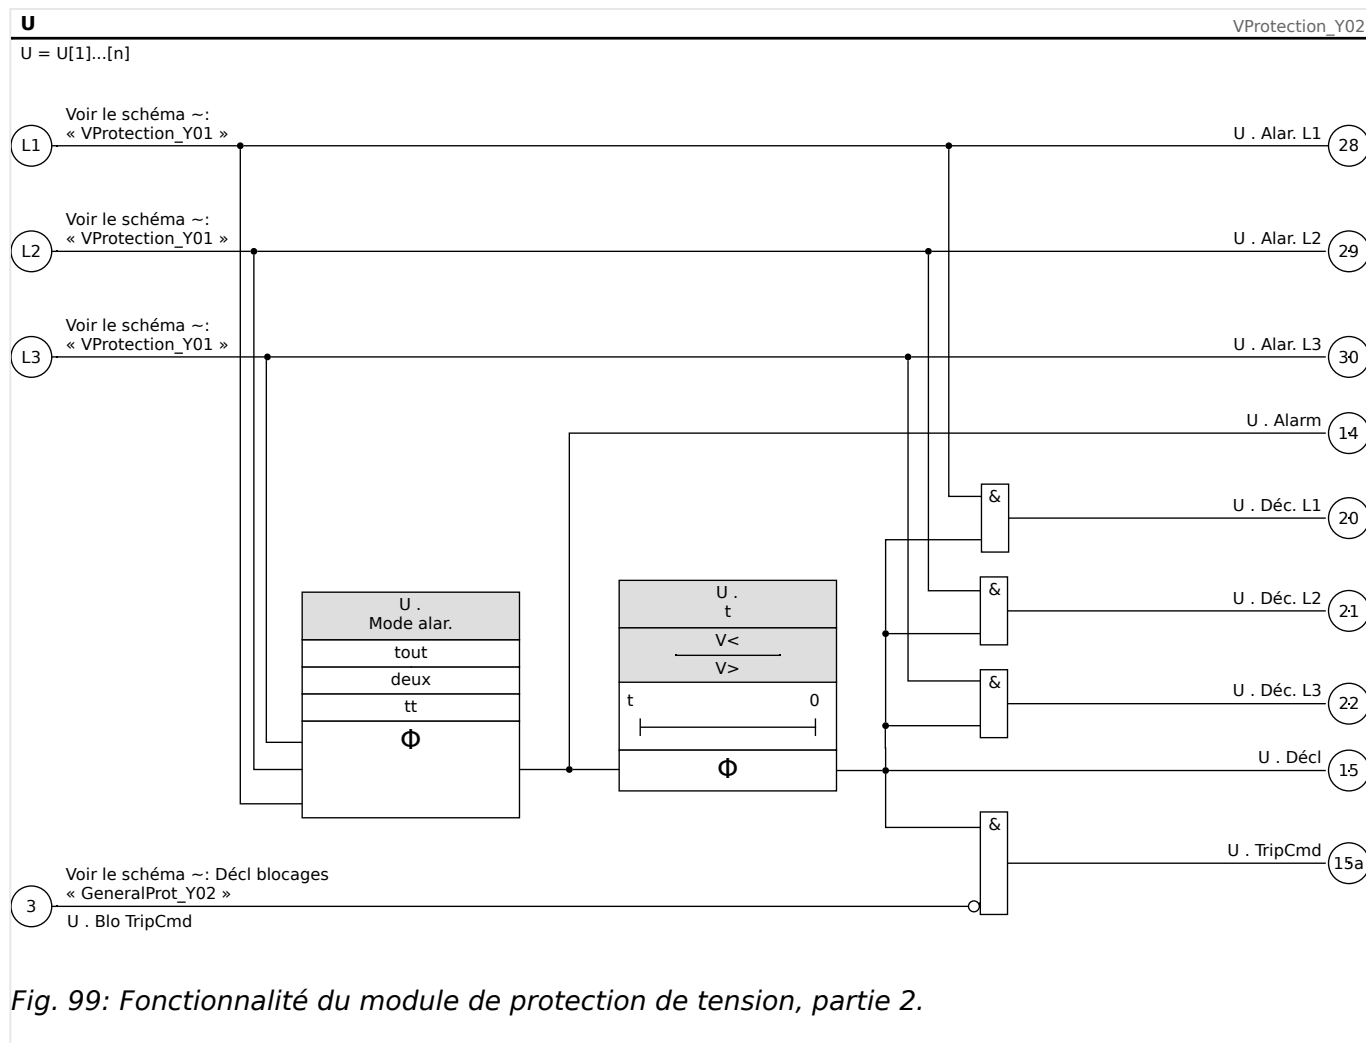 U
VProtection_Y02
U = U[1]...[n]
Voir le schéma ~:
« VProtection_Y01 »
L1
U . Alar. L1
28
Voir le schéma ~:
« VProtection_Y01 »
L2
U . Alar. L2
29
Voir le schéma ~:
« VProtection_Y01 »
L3
U . Alar. L3
30
U . Alarm
14
&
U . Déc. L1
20
&
U . Déc. L2
21
&
U . Déc. L3
22
U .
Mode alar.
tout
deux
tt
Φ
U .
t
V<
V>
t
0
Φ
U . Décl
15
&
U . TripCmd
15a
Voir le schéma ~: Décl blocages
« GeneralProt_Y02 »
3
U . Blo TripCmd
Fig. 99: Fonctionnalité du module de protection de tension, partie 2.